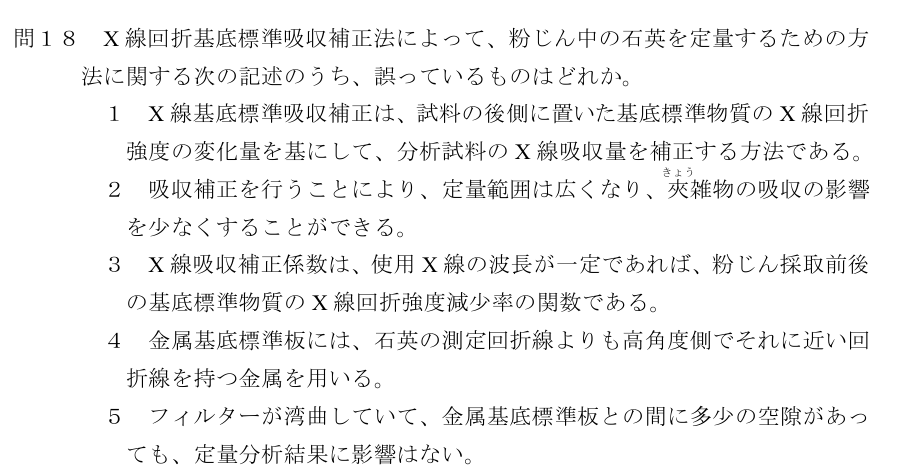 問１８　X 線回折基底標準吸収補正法によって、粉じん中の石英を定量するための方
法に関する次の記述のうち、誤っているものはどれか。
１　X 線基底標準吸収補正は、試料の後側に置いた基底標準物質の X 線回折
強度の変化量を基にして、分析試料の X 線吸収量を補正する方法である。
きょう
２　吸収補正を行うことにより、定量範囲は広くなり、夾雑物の吸収の影響
を少なくすることができる。
３　X 線吸収補正係数は、使用 X 線の波長が一定であれば、粉じん採取前後
の基底標準物質の X 線回折強度減少率の関数である。
４　金属基底標準板には、石英の測定回折線よりも高角度側でそれに近い回
折線を持つ金属を用いる。
５　フィルターが湾曲していて、金属基底標準板との間に多少の空隙があっ
ても、定量分析結果に影響はない。